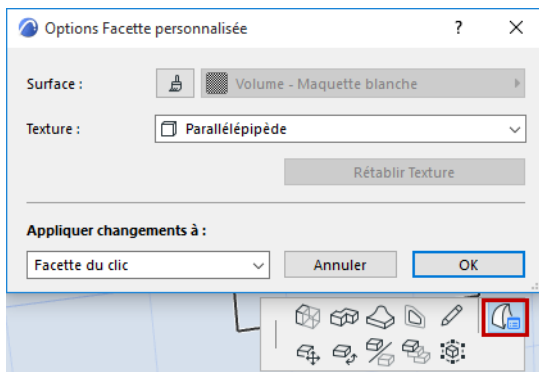 Options Facette personnalisée
Surface :
Volume - Maquette blanche
Texture :
Parallélépipède
Rétablir Texture
Appliquer changements à :
Facette du clic
Annuler
OK